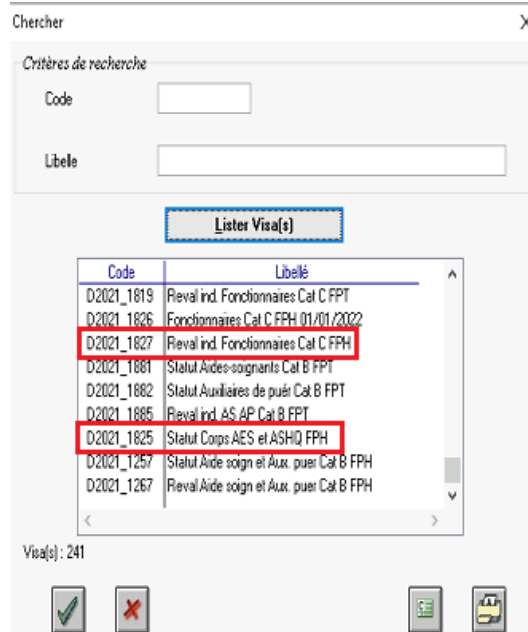 Chercher X
Critères de recherche
Code
Libelle
Lister Visa(s)
Code Libellé
D2021_1819 Reval ind. Fonctionnaires Cat C FPT
D2021_1826 Fonctionnaires Cat C FPH 01/01/2022
D2021_1827 Reval ind. Fonctionnaires Cat C FPH
D2021_1881 Statut Aides-soignants Cat B FPT
D2021_1882 Statut Auxiliaires de puér Cat B FPT
D2021_1885 Reval ind. AS AP Cat B FPT
D2021_1825 Statut Corps AES et ASHQ FPH
D2021_1257 Statut Aide soign et Aux. puer Cat B FPH
D2021_1267 Reval Aide soign et Aux. puer Cat B FPH
Visa(s) : 241